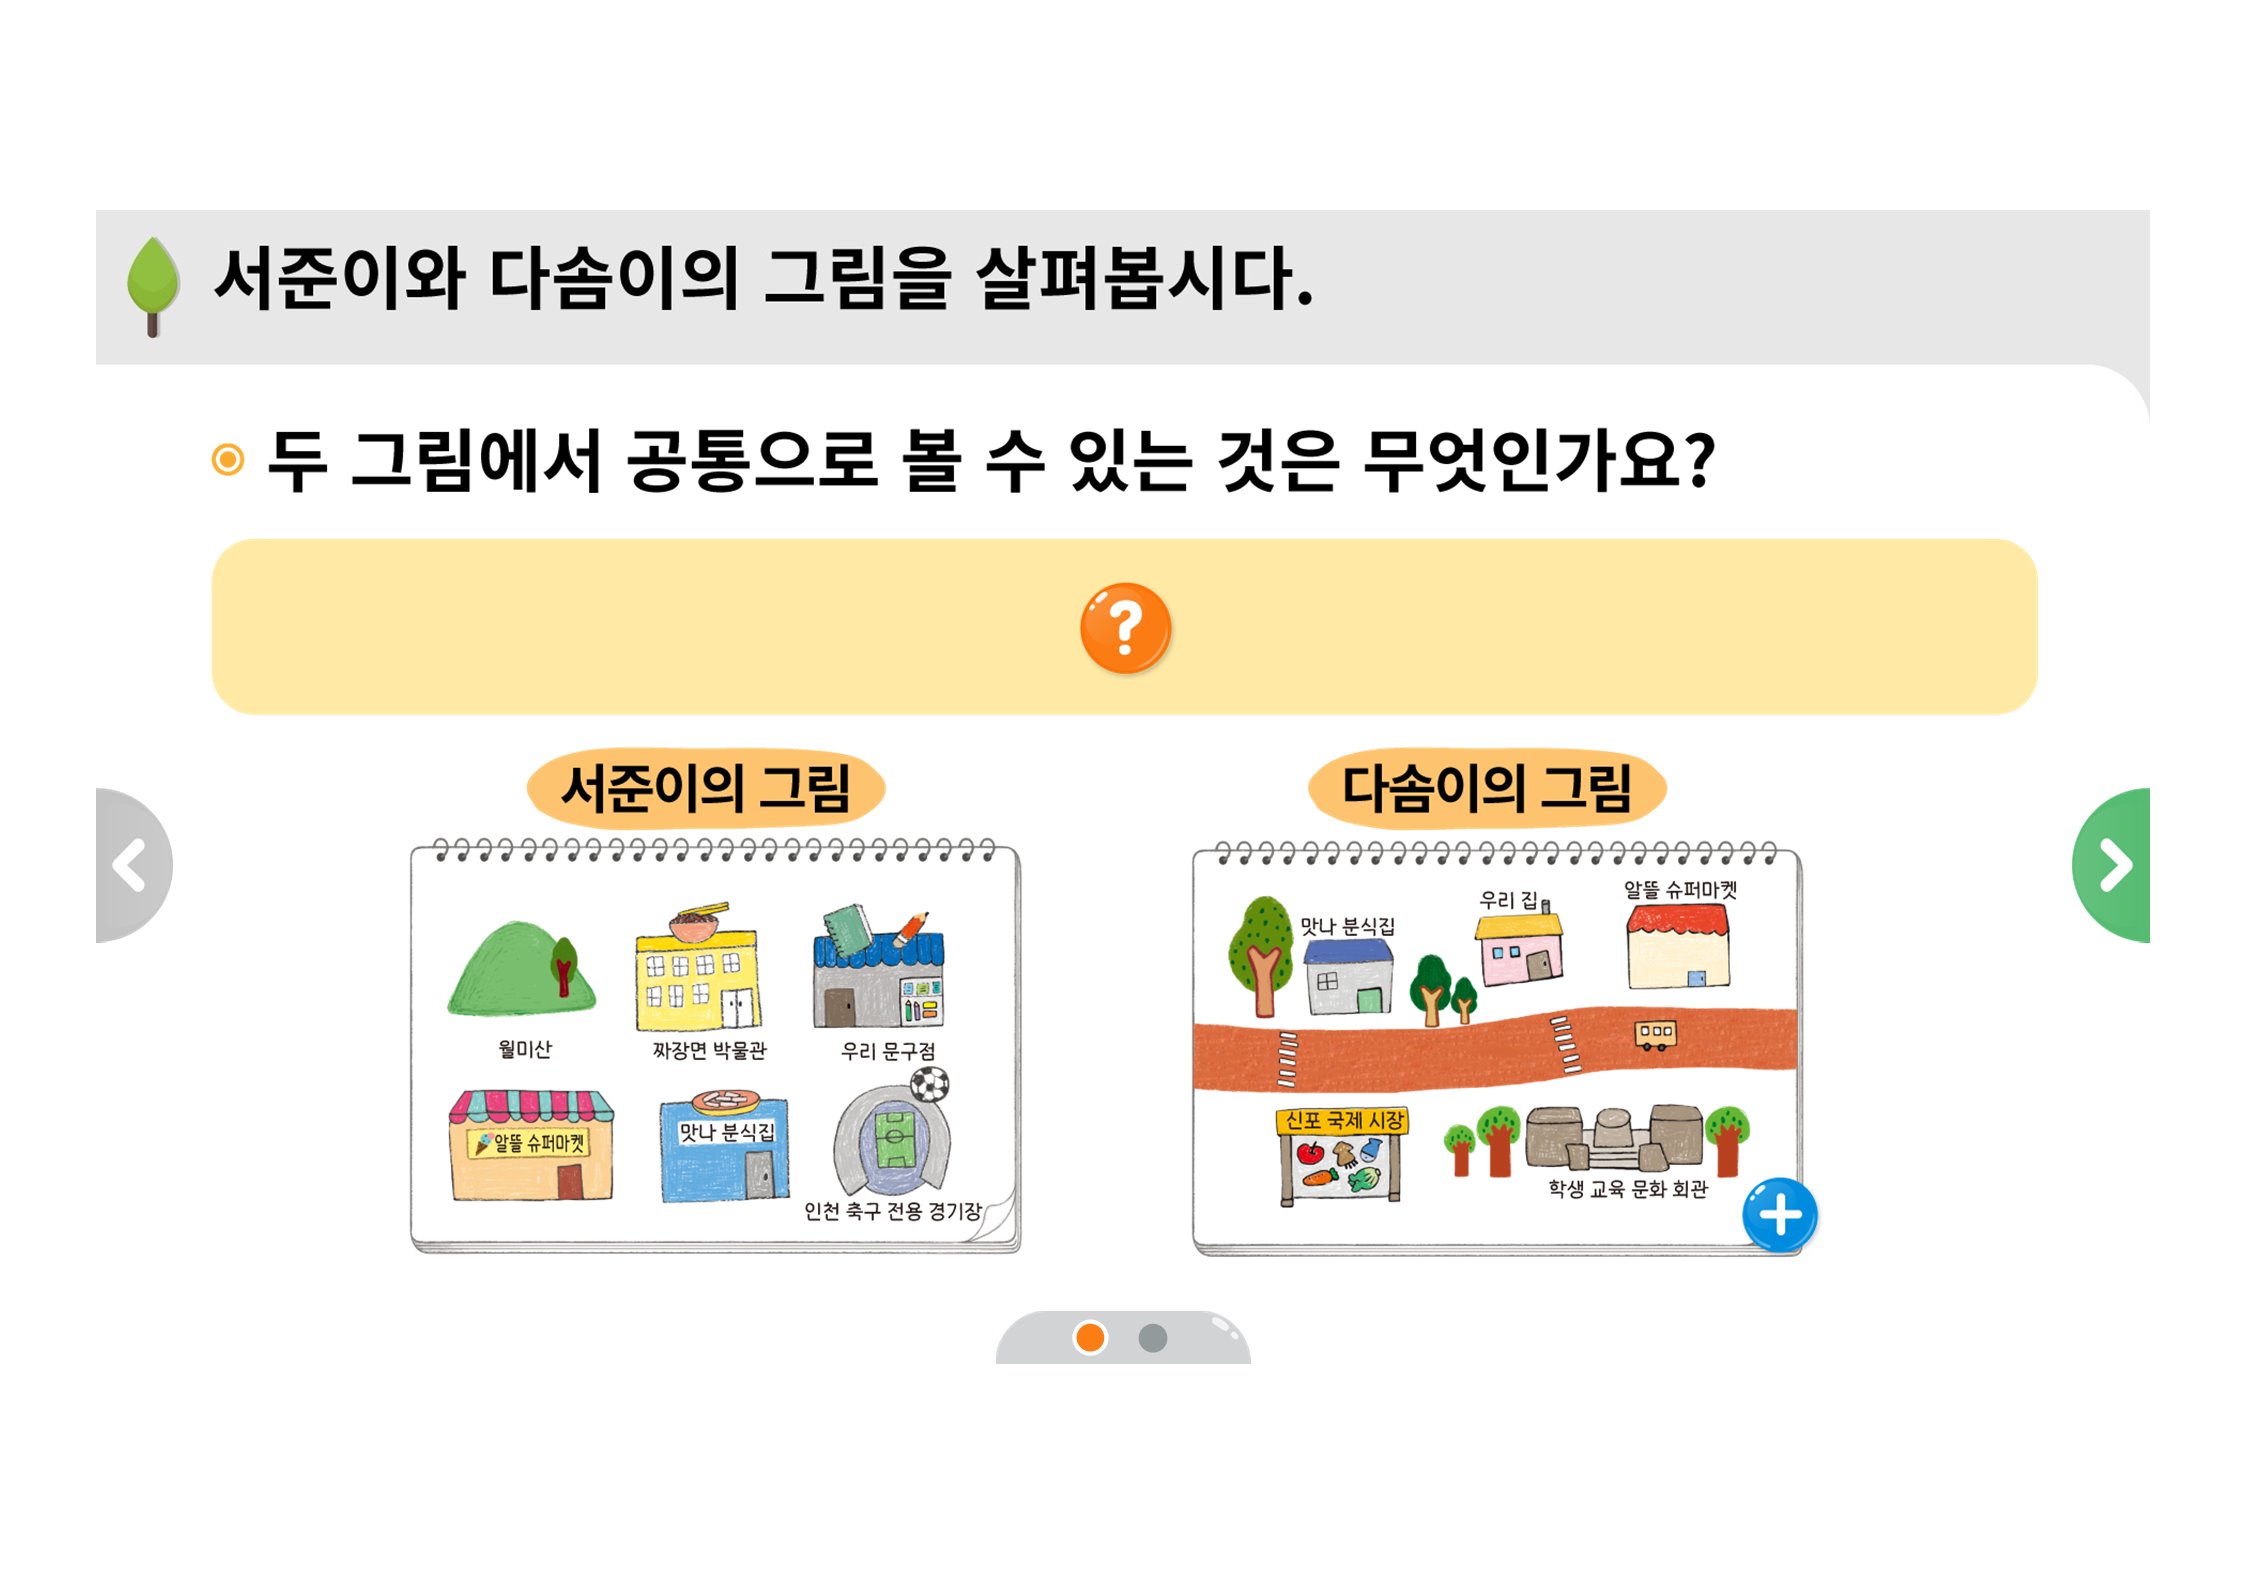 서준이와 다솜이의 그림을 살펴봅시다.
두 그림에서 공통으로 볼 수 있는 것은 무엇인가요?
?
서준이의 그림
월미산
짜장면 박물관
우리 문구점
알뜰 슈퍼마켓
맛나 분식집
인천 축구 전용 경기장
다솜이의 그림
맛나 분식집
우리 집
알뜰 슈퍼마켓
신포 국제 시장
학생 교육 문화 회관